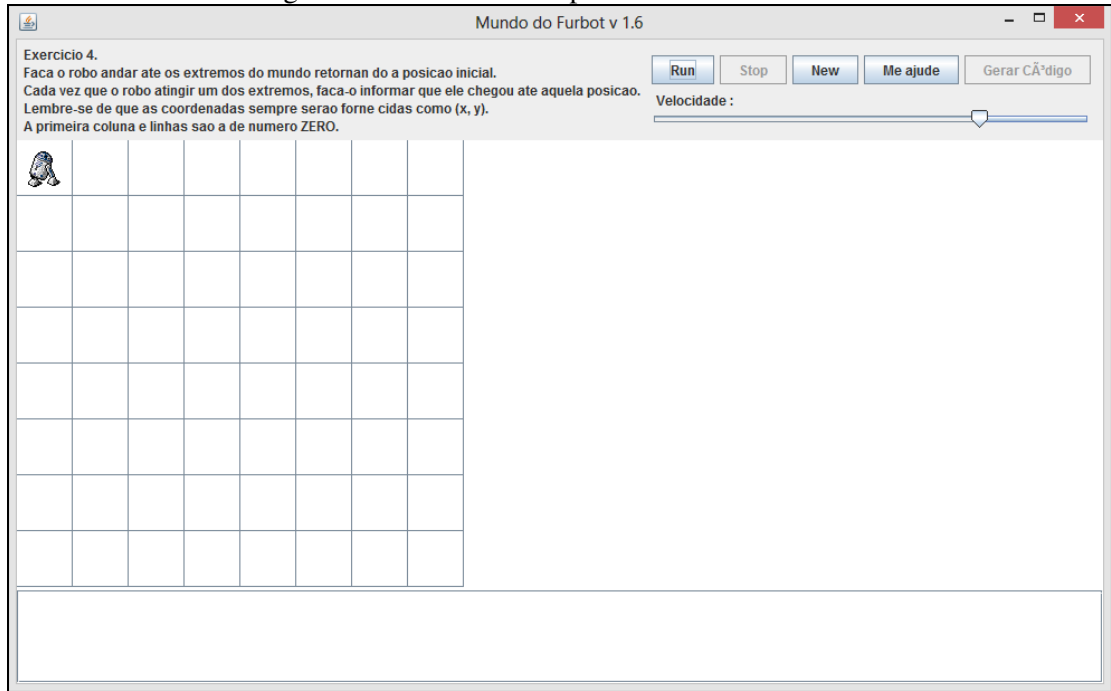 Mundo do Furbot v 1.6
Exercicio 4.
Faca o robo andar ate os extremos do mundo retornan do a posicao inicial.
Cada vez que o robo atingir um dos extremos, faca-o informar que ele chegou ate aquela posicao.
Lembre-se de que as coordenadas sempre serao forne cidas como (x, y).
A primeira coluna e linhas sao a de numero ZERO.
Run Stop New Me ajude Gerar CÃ³digo
Velocidade :